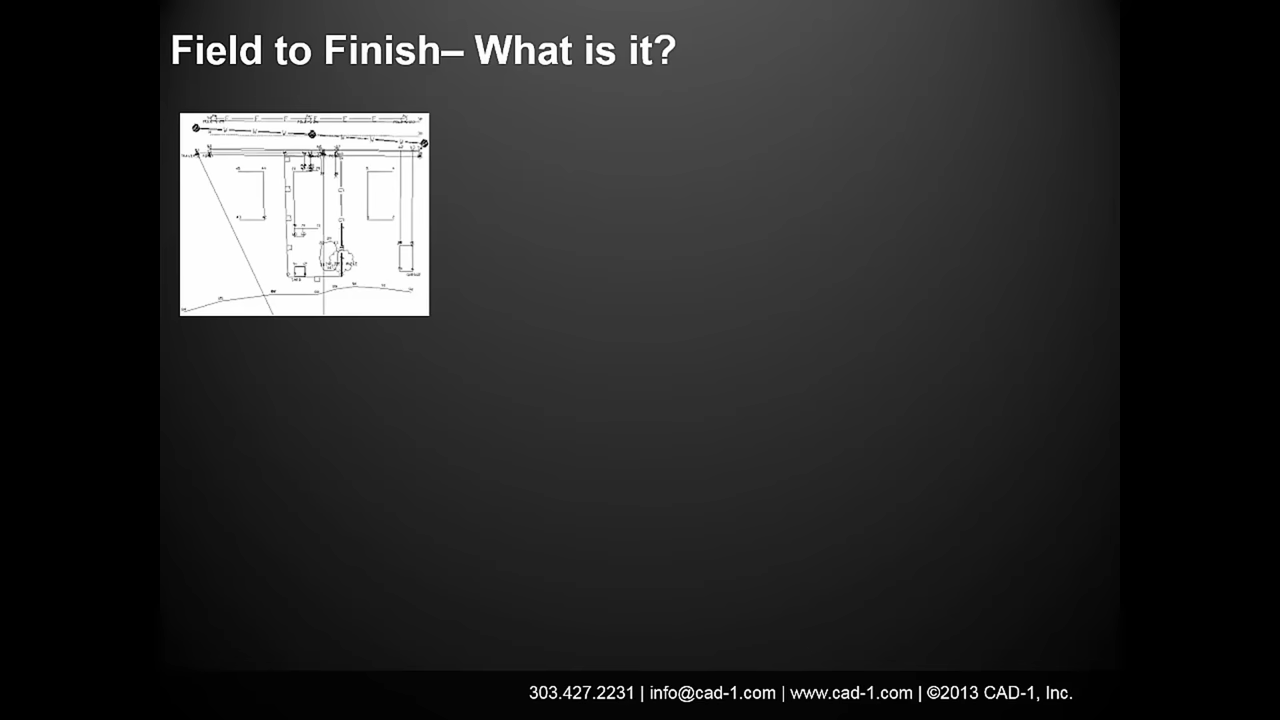 Field to Finish– What is it?
303.427.2231 | info@cad-1.com | www.cad-1.com | ©2013 CAD-1, Inc.